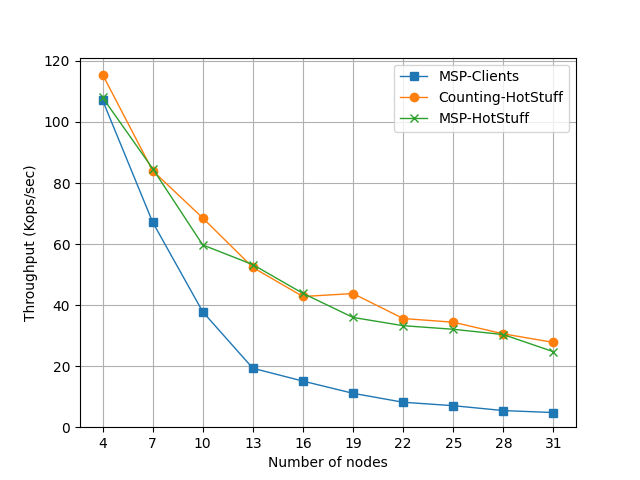 120
100
80
60
40
20
0
Throughput (Kops/sec)
MSP-Clients
Counting-HotStuff
MSP-HotStuff
4 7 10 13 16 19 22 25 28 31
Number of nodes